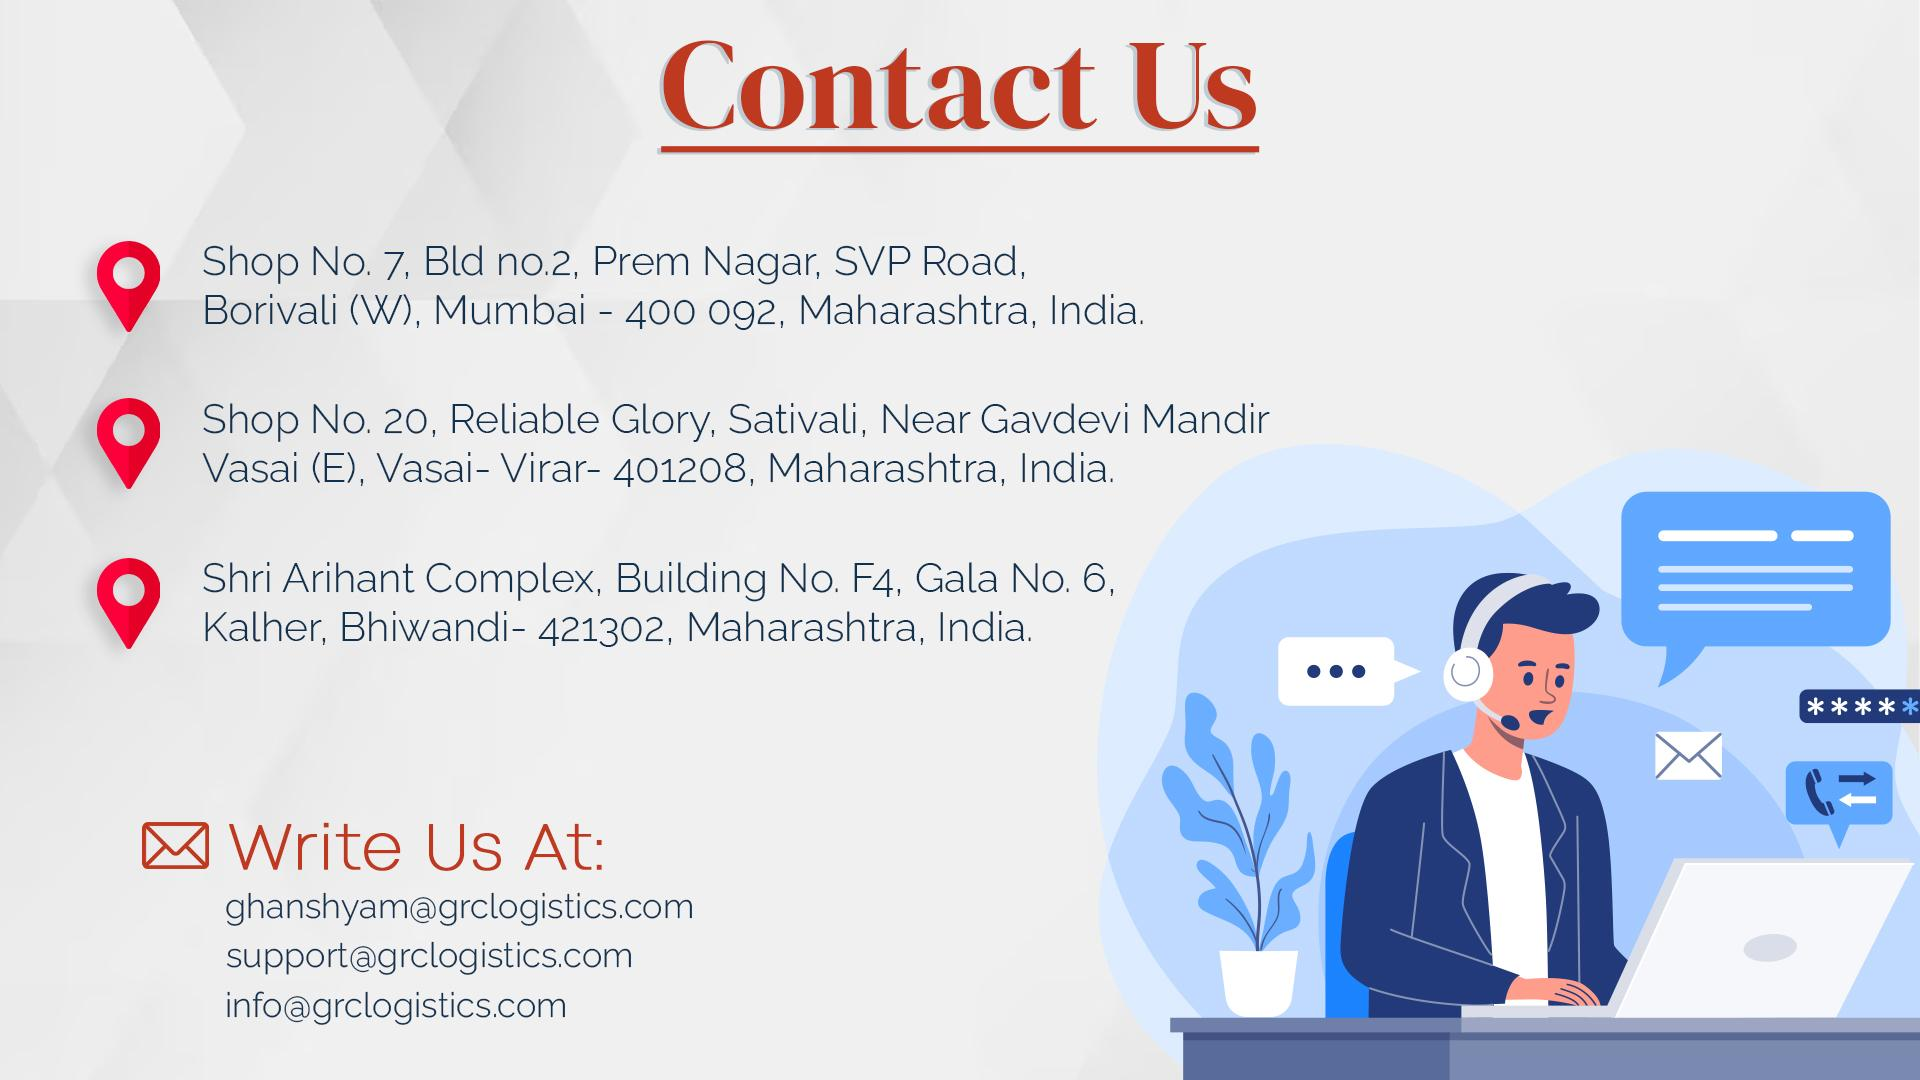 Contact Us
Shop No. 7, Bld no.2, Prem Nagar, SVP Road,
Borivali (W), Mumbai - 400 092, Maharashtra, India.
Shop No. 20, Reliable Glory, Sativali, Near Gavdevi Mandir
Vasai (E), Vasai- Virar- 401208, Maharashtra, India.
Shri Arihant Complex, Building No. F4, Gala No. 6,
Kalher, Bhiwandi- 421302, Maharashtra, India.
*****
Write Us At:
ghanshyam@grclogistics.com
support@grclogistics.com
info@grclogistics.com